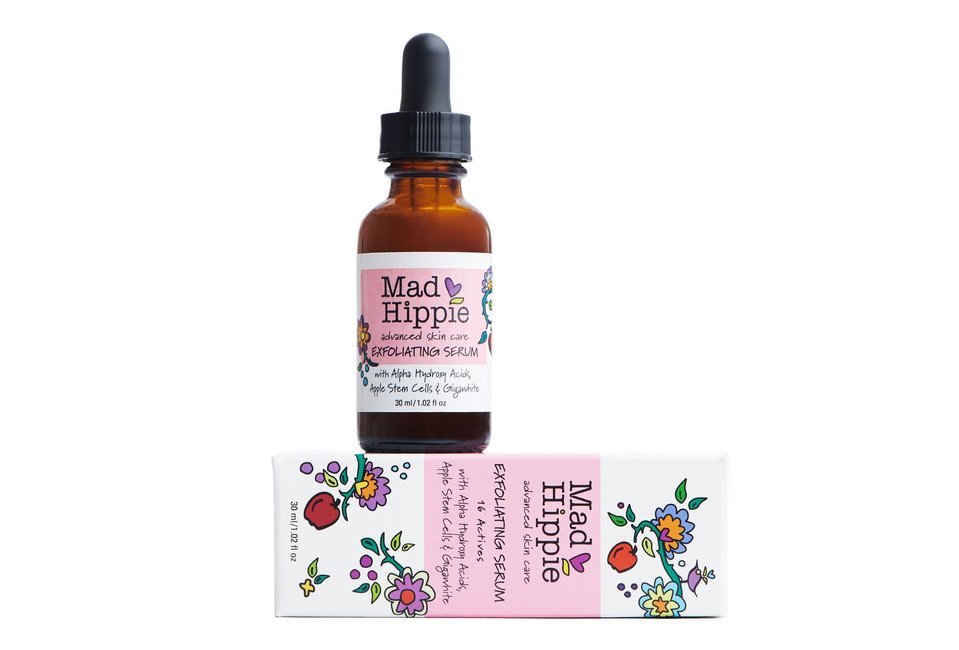 Mad
Hippie
advanced skin care
EXFOLIATING SERUM
with Alpha Hydroxy Acids,
Apple Stem Cells & Gigawhite
30 ml/1.02 fl oz
Mad
Hippie
advanced skin care
EXFOLIATING SERUM
16 Actives
with Alpha Hydroxy Acids,
Apple Stem Cells & Gigawhite
30 ml/1.02 fl oz